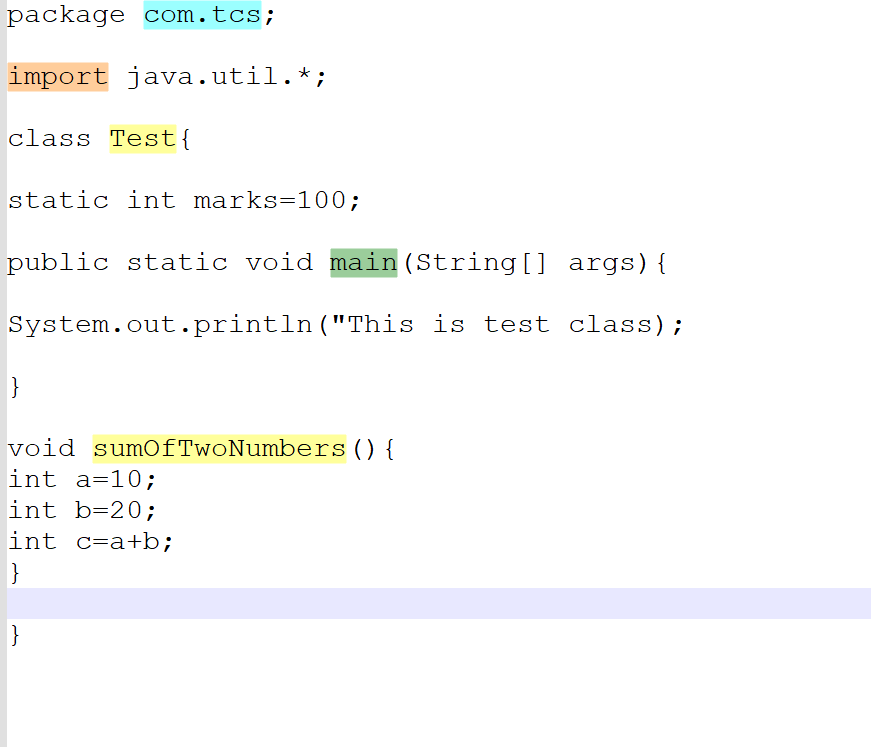 package com.tcs;
import java.util.*;
class Test{
static int marks=100;
public static void main(String[] args){
System.out.println("This is test class);
}
void sumOfTwoNumbers(){
int a=10;
int b=20;
int c=a+b;
}
}